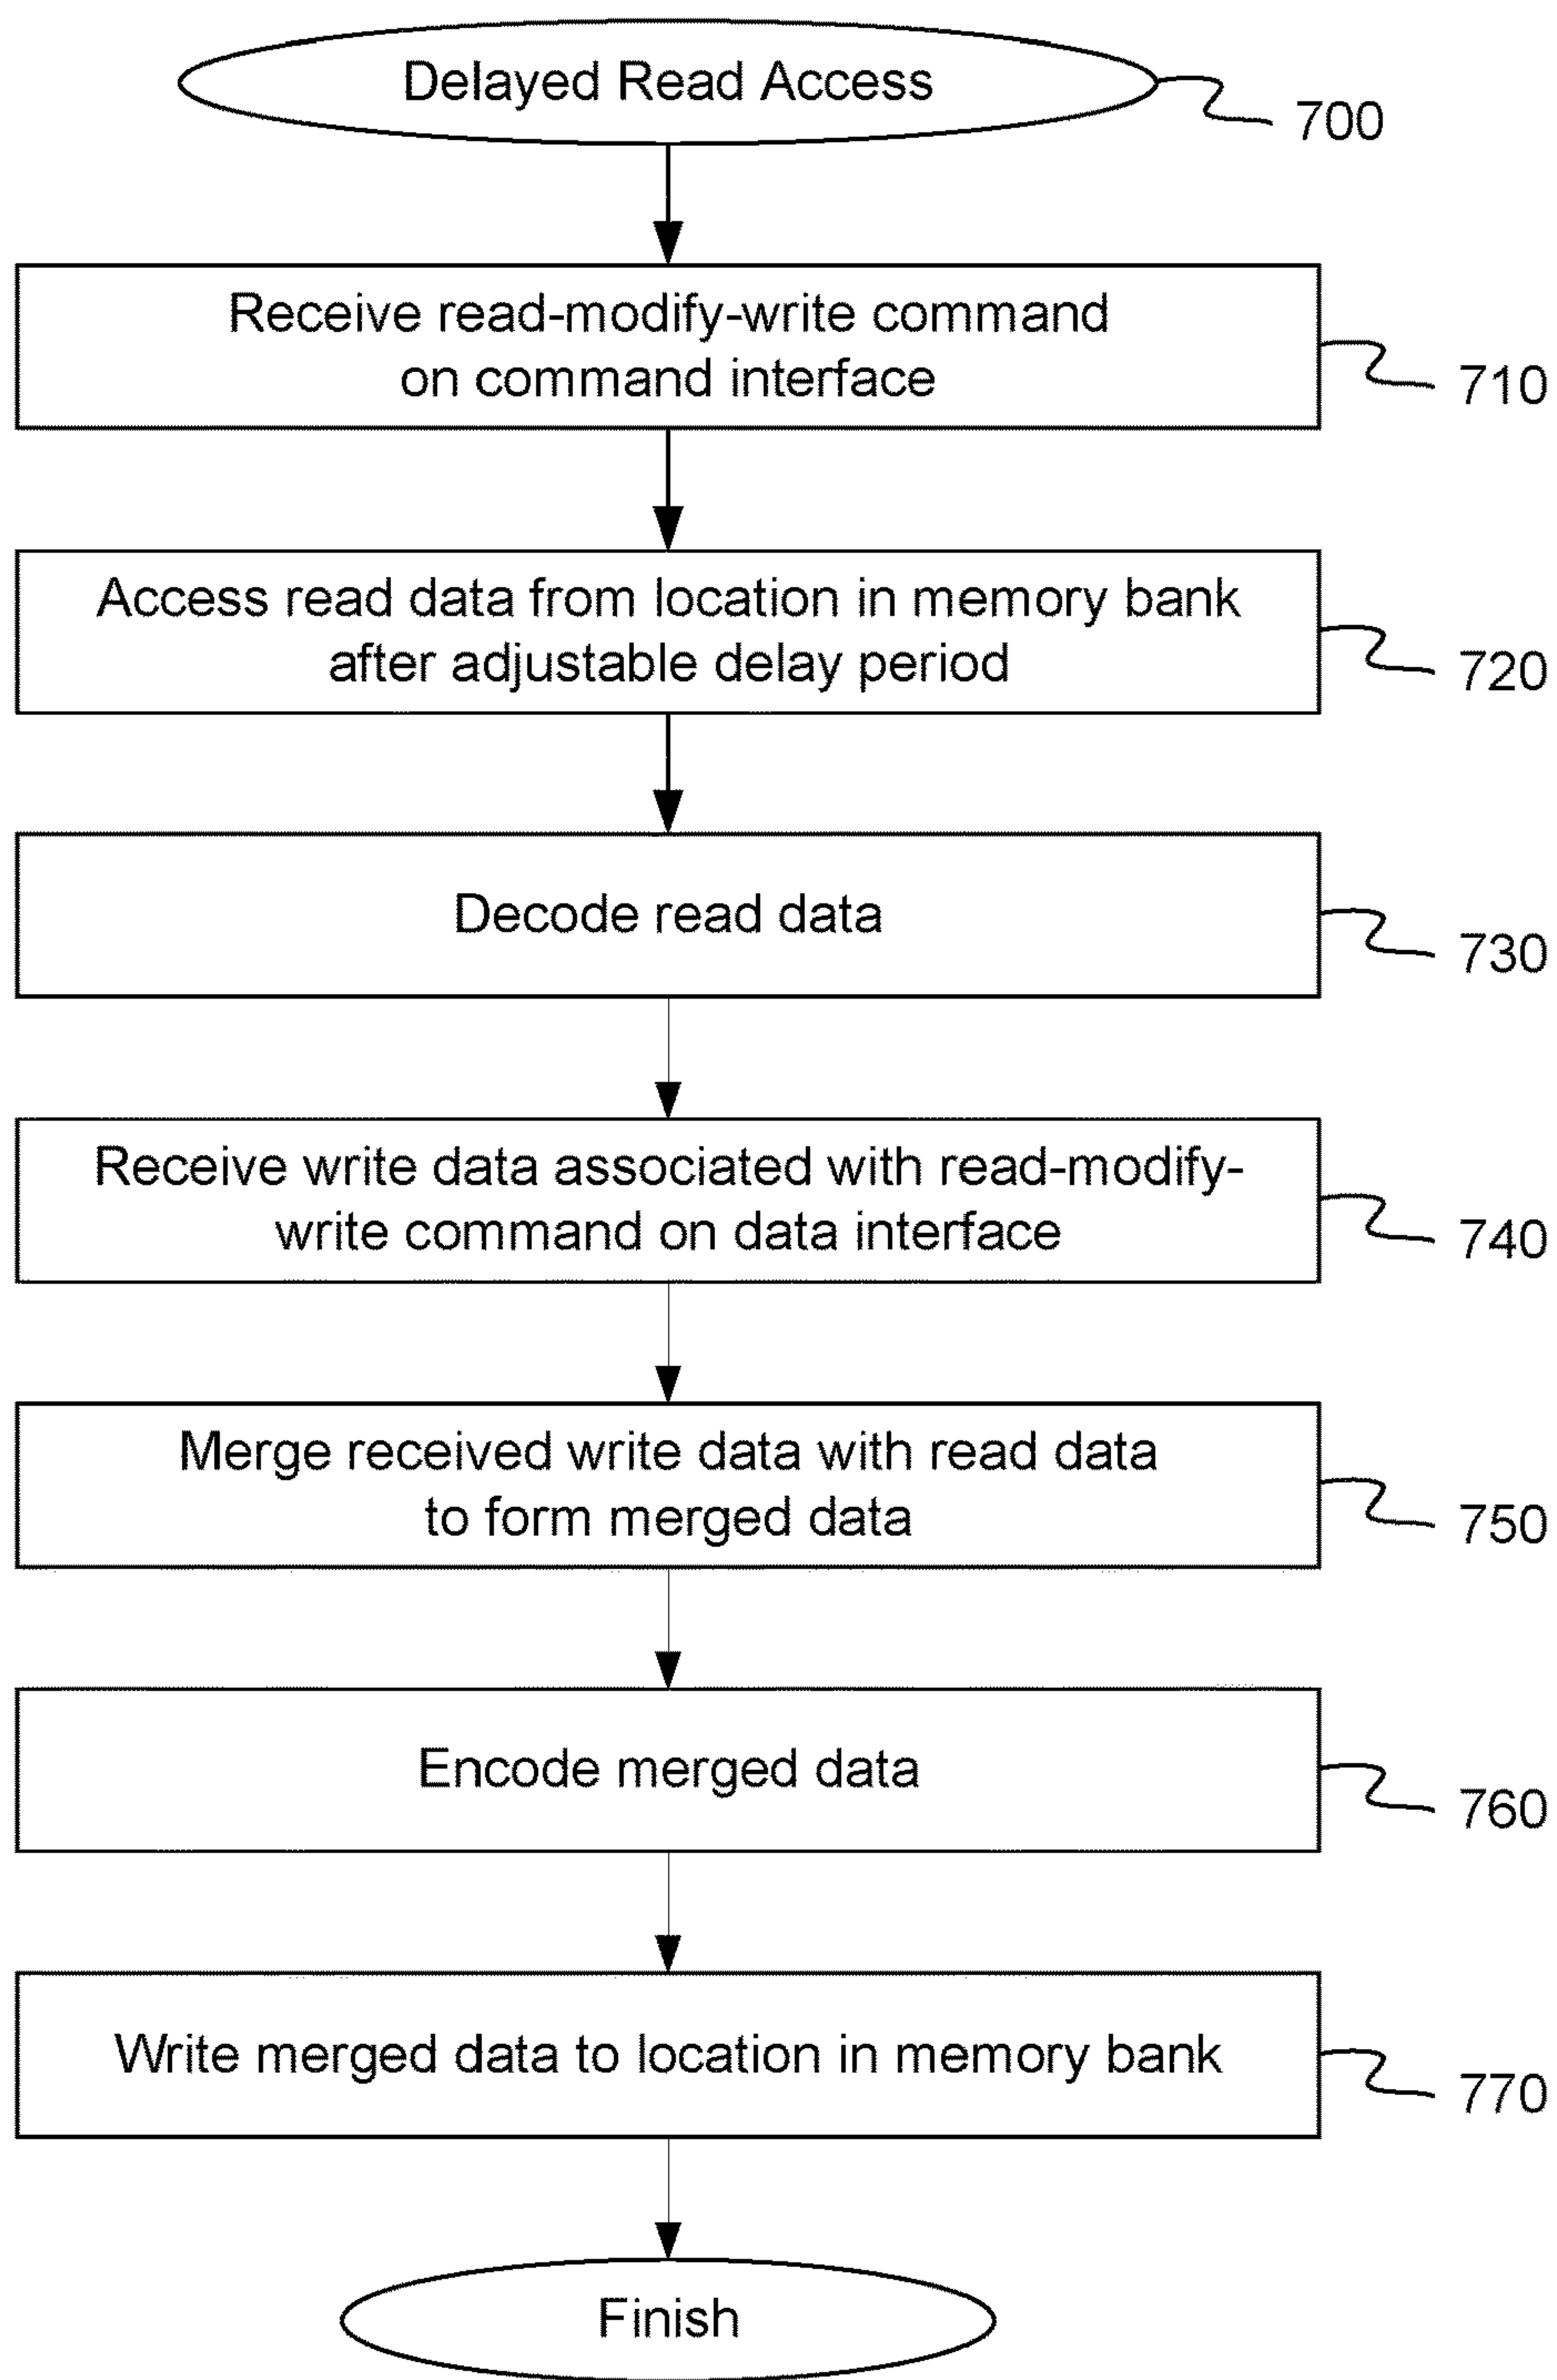 Delayed Read Access
700
Receive read-modify-write command
on command interface
710
Access read data from location in memory bank
after adjustable delay period
720
Decode read data
730
Receive write data associated with read-modify-
write command on data interface
740
Merge received write data with read data
to form merged data
750
Encode merged data
760
Write merged data to location in memory bank
770
Finish